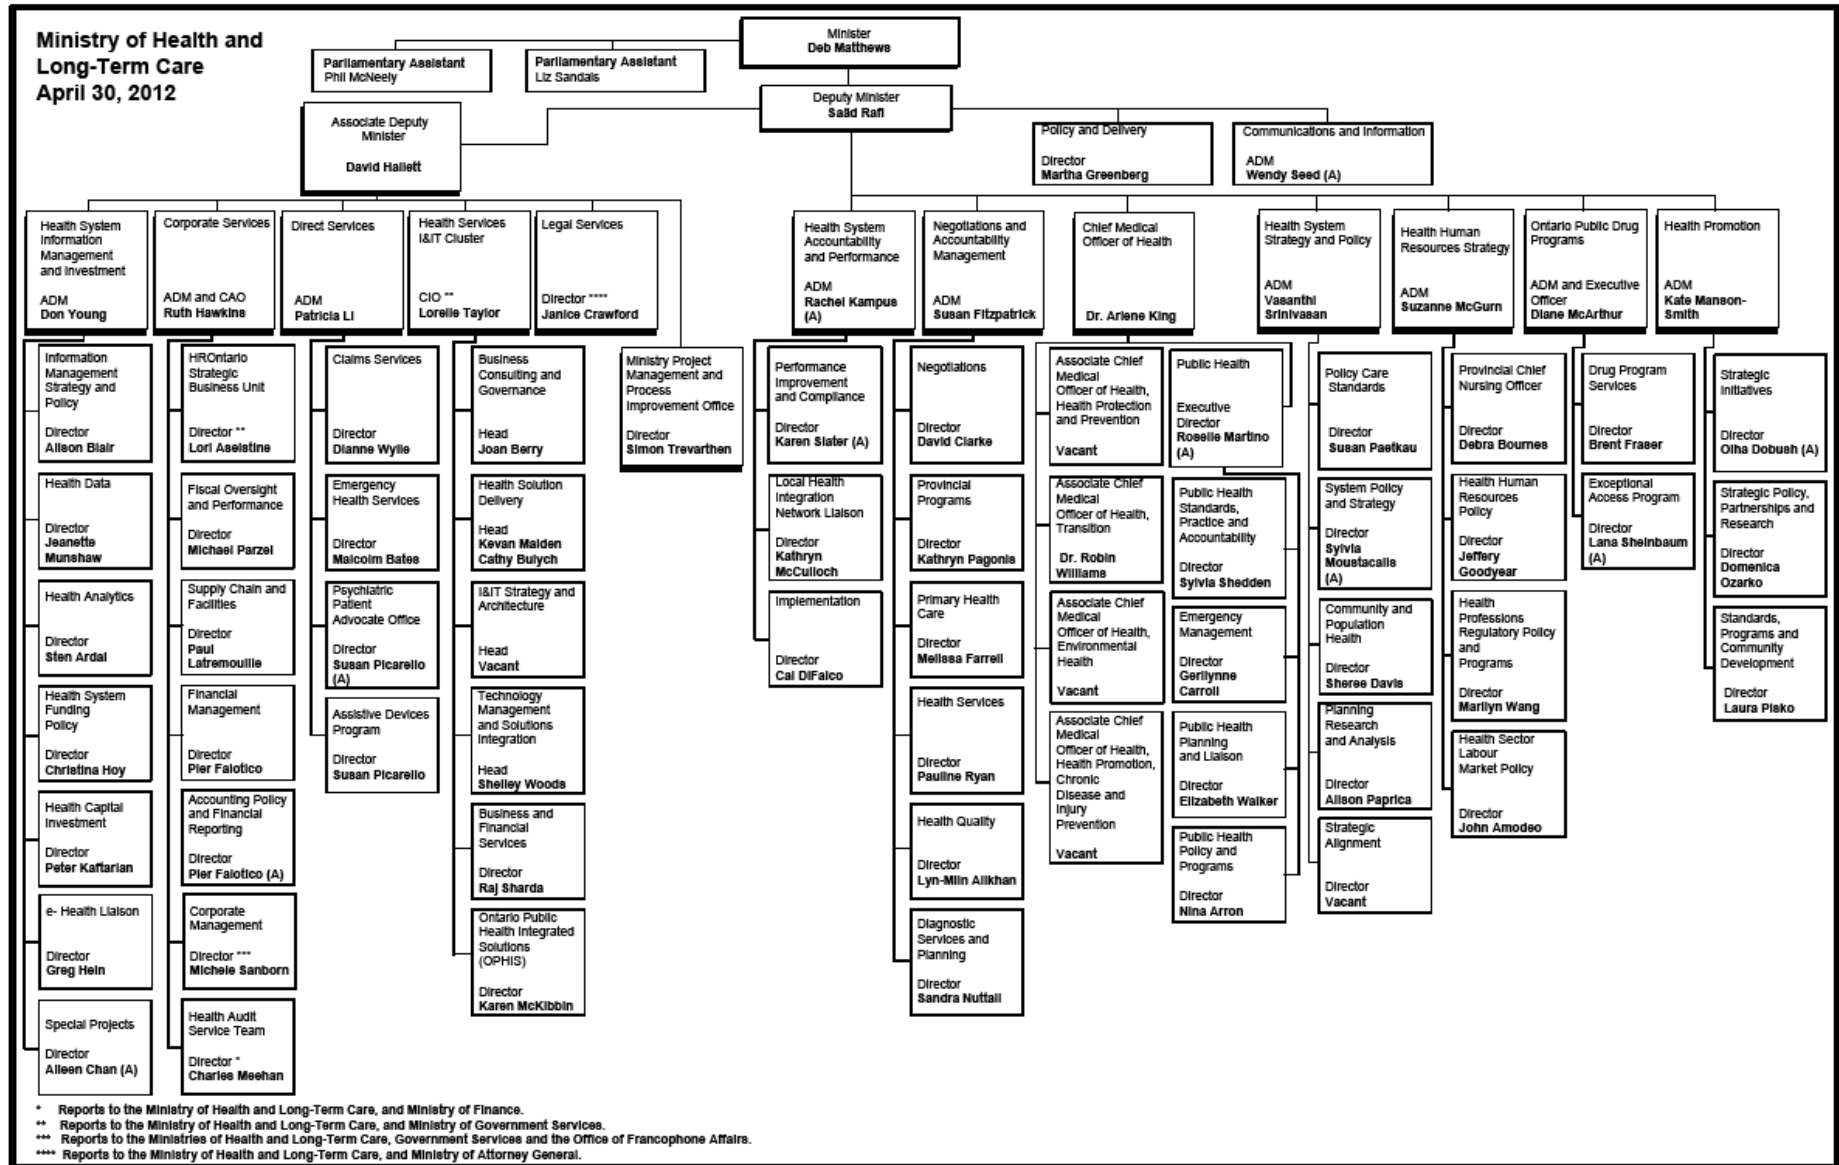 Ministry of Health and
Long-Term Care
April 30, 2012
Minister
Deb Matthews
Parliamentary Assistant
Phil McNeely
Parliamentary Assistant
Liz Sandals
Deputy Minister
Saäd Rafi
Associate Deputy
Minister
David Hallett
Policy and Delivery
Director
Martha Greenberg
Communications and Information
ADM
Wendy Seed (A)
Health System
Information
Management
and Investment
ADM
Don Young
Corporate Services
ADM and CAO
Ruth Hawkins
Direct Services
ADM
Patricia Li
Health Services
I&IT Cluster
CIO **
Lorelle Taylor
Legal Services
Director ****
Janice Crawford
Health System
Accountability
and Performance
ADM
Rachel Kampus
(A)
Negotiations and
Accountability
Management
ADM
Susan Fitzpatrick
Chief Medical
Officer of Health
Dr. Arlene King
Health System
Strategy and Policy
ADM
Vasanthi
Srinivasan
Health Human
Resources Strategy
ADM
Suzanne McGurn
Ontario Public Drug
Programs
ADM and Executive
Officer
Diane McArthur
Health Promotion
ADM
Kate Manson-
Smith
Information
Management
Strategy and
Policy
Director
Alison Blair
Health Data
Director
Jeanette
Munshaw
Health Analytics
Director
Sten Ardal
Health System
Funding
Policy
Director
Christina Hoy
Health Capital
Investment
Director
Peter Kaftarian
e- Health Liaison
Director
Greg Hein
Special Projects
Director
Aileen Chan (A)
HROntario
Strategic
Business Unit
Director **
Lori Aselstine
Fiscal Oversight
and Performance
Director
Michael Parzei
Supply Chain and
Facilities
Director
Paul
Latremouille
Financial
Management
Director
Pier Falotico
Accounting Policy
and Financial
Reporting
Director
Pier Falotico (A)
Corporate
Management
Director ***
Michele Sanborn
Health Audit
Service Team
Director *
Charles Meehan
Claims Services
Director
Dianne Wylie
Emergency
Health Services
Director
Malcolm Bates
Psychiatric
Patient
Advocate Office
Director
Susan Picarello
(A)
Assistive Devices
Program
Director
Susan Picarello
Business
Consulting and
Governance
Head
Joan Berry
Health Solution
Delivery
Head
Kevan Malden
Cathy Bulych
I&IT Strategy and
Architecture
Head
Vacant
Technology
Management
and Solutions
Integration
Head
Shelley Woods
Business and
Financial
Services
Director
Raj Sharda
Ontario Public
Health Integrated
Solutions
(OPHIS)
Director
Karen McKibbin
Ministry Project
Management and
Process
Improvement Office
Director
Simon Trevarthen
Performance
Improvement
and Compliance
Director
Karen Slater (A)
Local Health
Integration
Network Liaison
Director
Kathryn
McCulloch
Implementation
Director
Cal DiFalco
Negotiations
Director
David Clarke
Provincial
Programs
Director
Kathryn Pagonis
Primary Health
Care
Director
Melissa Farrell
Health Services
Director
Pauline Ryan
Health Quality
Director
Lyn-Miin Alikhan
Diagnostic
Services and
Planning
Director
Sandra Nuttall
Associate Chief
Medical
Officer of Health,
Health Protection
and Prevention
Vacant
Associate Chief
Medical
Officer of Health,
Transition
Dr. Robin
Williams
Associate Chief
Medical
Officer of Health,
Environmental
Health
Vacant
Associate Chief
Medical
Officer of Health,
Health Promotion,
Chronic
Disease and
Injury
Prevention
Vacant
Public Health
Executive
Director
Roselle Martino
(A)
Public Health
Standards,
Practice and
Accountability
Director
Sylvia Shedden
Emergency
Management
Director
Gerilynne
Carroll
Public Health
Planning
and Liaison
Director
Elizabeth Walker
Public Health
Policy and
Programs
Director
Nina Arron
Policy Care
Standards
Director
Susan Paetkau
System Policy
and Strategy
Director
Sylvia
Moustacalis
(A)
Community and
Population
Health
Director
Sheree Davis
Planning
Research
and Analysis
Director
Alison Paprica
Strategic
Alignment
Director
Vacant
Provincial Chief
Nursing Officer
Director
Debra Bournes
Health Human
Resources
Policy
Director
Jeffery
Goodyear
Health
Professions
Regulatory Policy
and
Programs
Director
Marilyn Wang
Health Sector
Labour
Market Policy
Director
John Amodeo
Drug Program
Services
Director
Brent Fraser
Exceptional
Access Program
Director
Lana Sheinbaum
(A)
Strategic
Initiatives
Director
Olha Dobush (A)
Strategic Policy,
Partnerships and
Research
Director
Domenica
Ozarko
Standards,
Programs and
Community
Development
Director
Laura Pisko
* Reports to the Ministry of Health and Long-Term Care, and Ministry of Finance.
** Reports to the Ministry of Health and Long-Term Care, and Ministry of Government Services.
*** Reports to the Ministries of Health and Long-Term Care, Government Services and the Office of Francophone Affairs.
**** Reports to the Ministry of Health and Long-Term Care, and Ministry of Attorney General.